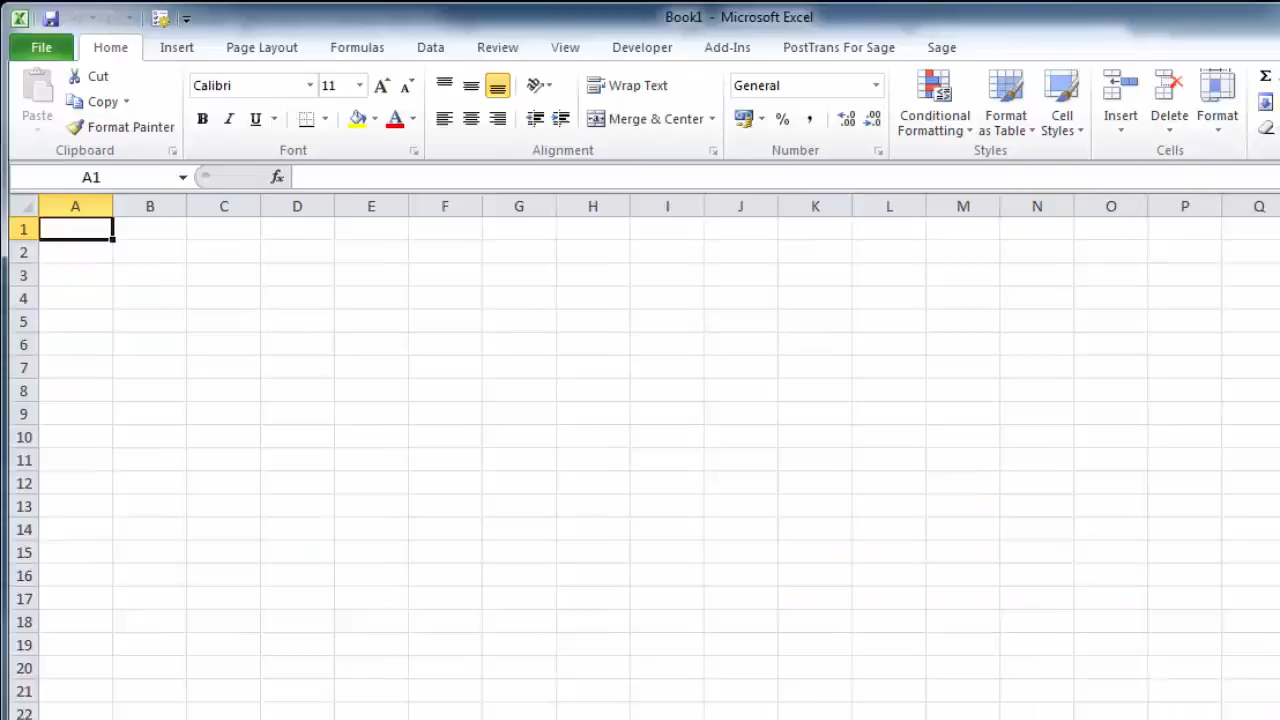 Book1 - Microsoft Excel
File Home Insert Page Layout Formulas Data Review View Developer Add-Ins PostTrans For Sage Sage
Paste Cut Copy Format Painter Clipboard
Calibri 11 B I U A Font
Wrap Text Merge & Center Alignment
General % , .00 Number
Conditional Formatting Format as Table Cell Styles Styles
Insert Delete Format Cells
Σ
A1 fx
A B C D E F G H I J K L M N O P Q
1
2
3
4
5
6
7
8
9
10
11
12
13
14
15
16
17
18
19
20
21
22